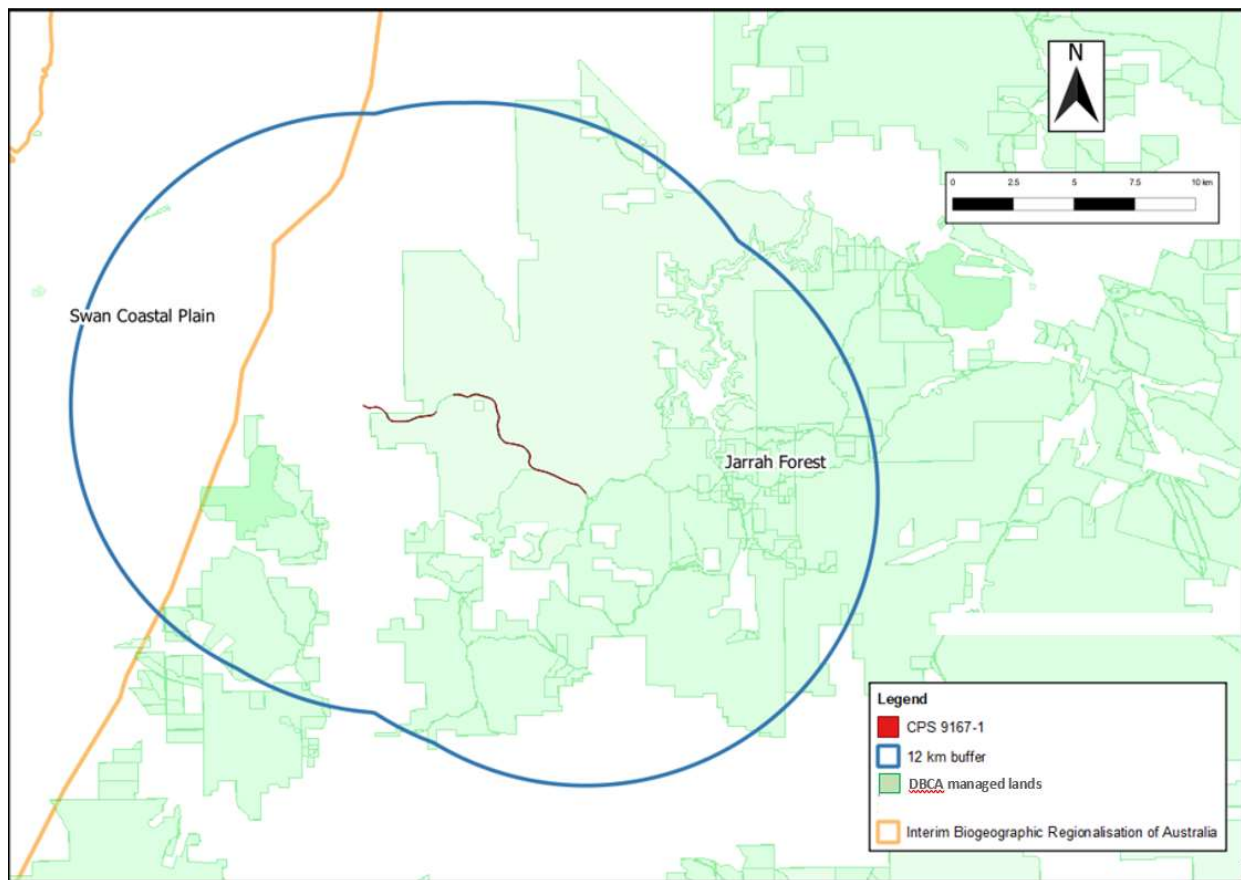 N
0 2.5 5 7.5 10 km
Swan Coastal Plain
Jarrah Forest
Legend
CPS 9167-1
12 km buffer
DBCA managed lands
Interim Biogeographic Regionalisation of Australia